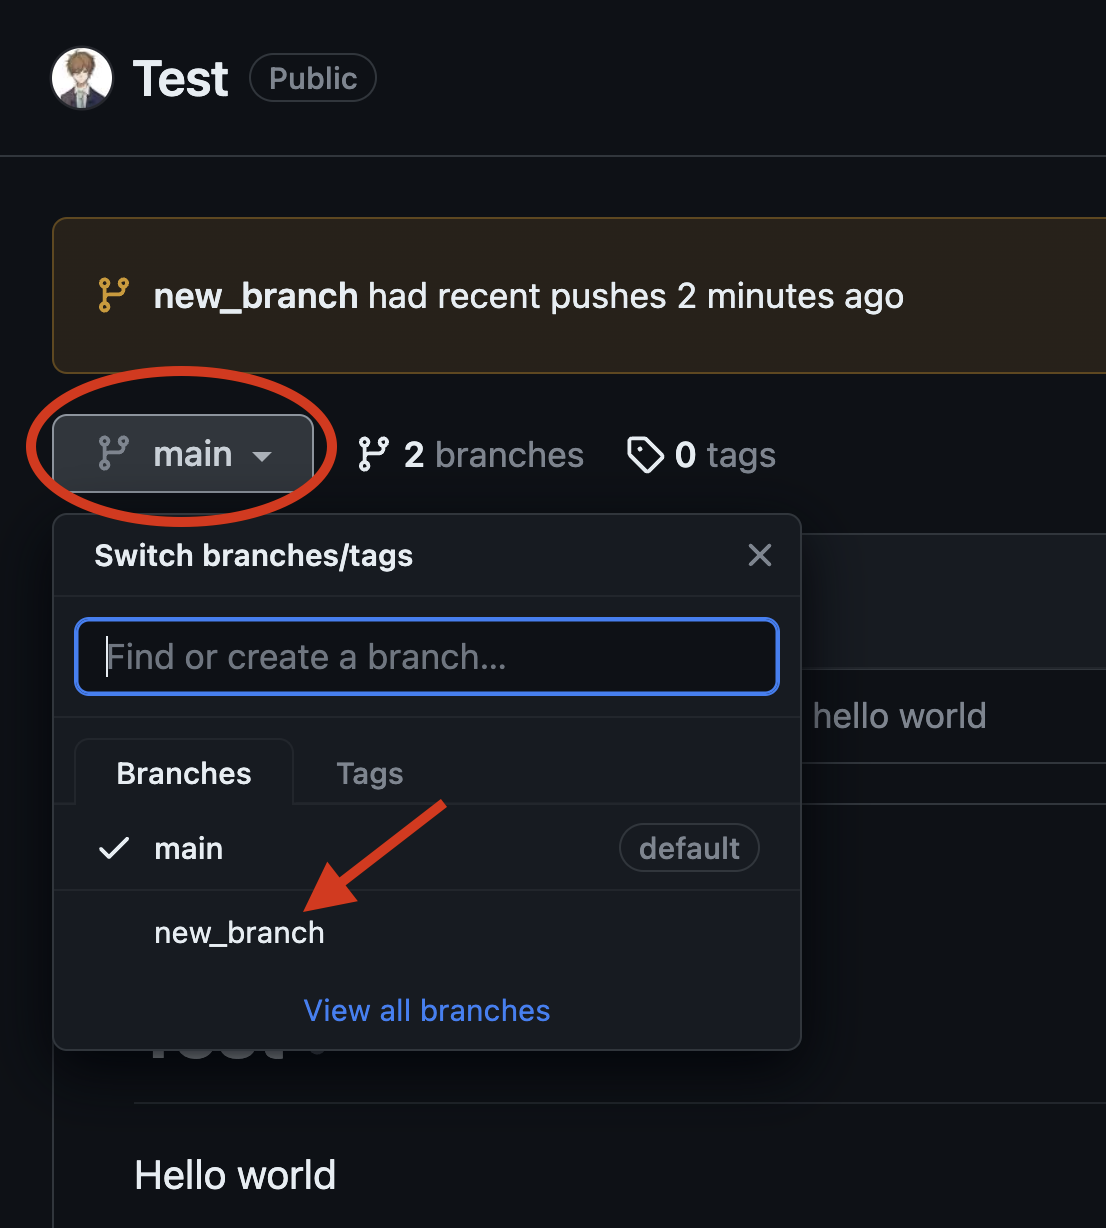 Test Public
new_branch had recent pushes 2 minutes ago
main 2 branches 0 tags
Switch branches/tags
Find or create a branch...
hello world
Branches Tags
main default
new_branch
View all branches
Hello world